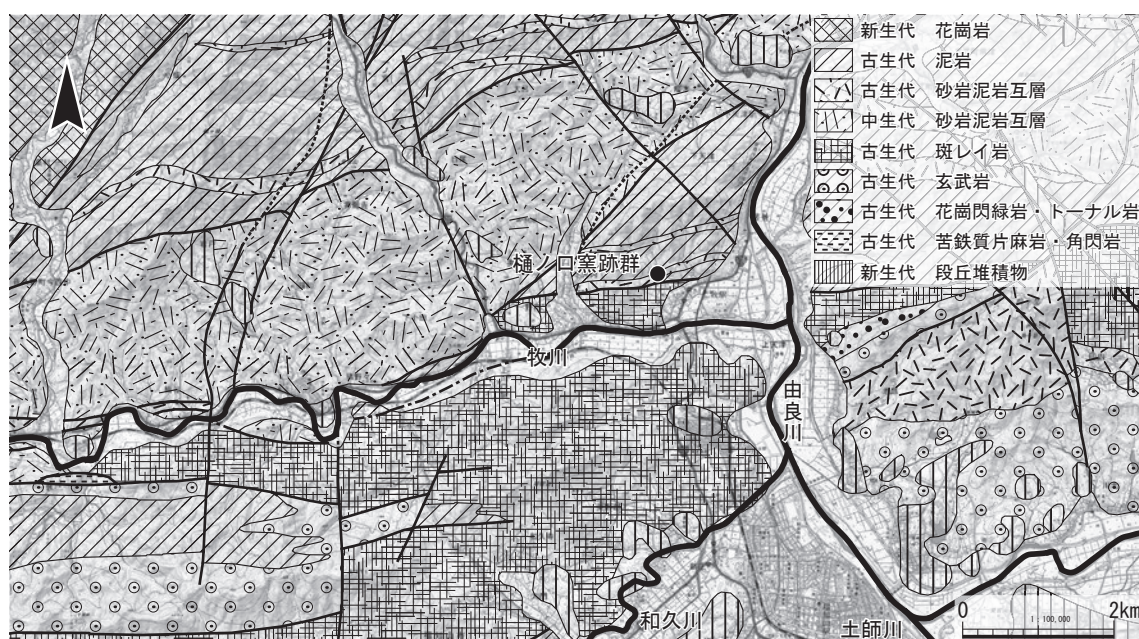 新生代 花崗岩
古生代 泥岩
古生代 砂岩泥岩互層
中生代 砂岩泥岩互層
古生代 斑レイ岩
古生代 玄武岩
古生代 花崗閃緑岩・トーナル岩
古生代 苦鉄質片麻岩・角閃岩
新生代 段丘堆積物
樋ノ口窯跡群
牧川
由良川
和久川
土師川
0 2km
1:100,000